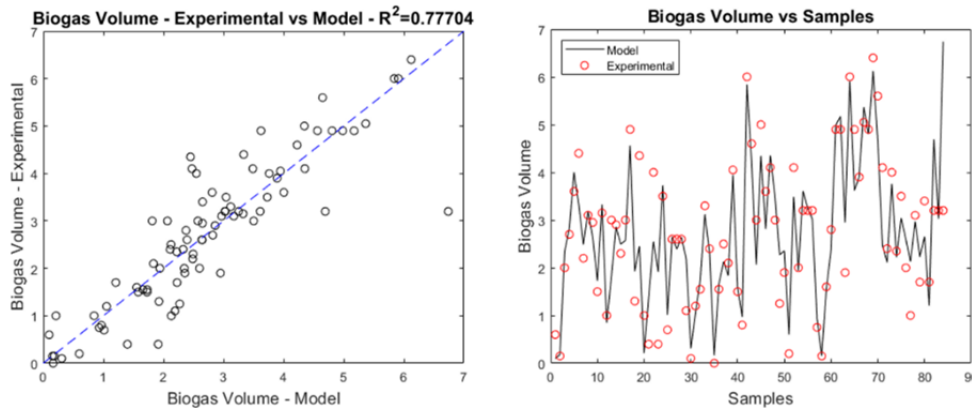 Biogas Volume - Experimental vs Model - R²=0.77704
7
6
5
4
3
2
1
0
Biogas Volume - Experimental
0 1 2 3 4 5 6 7
Biogas Volume - Model
Biogas Volume vs Samples
7
6
5
4
3
2
1
0
Biogas Volume
Model
Experimental
0 10 20 30 40 50 60 70 80 90
Samples